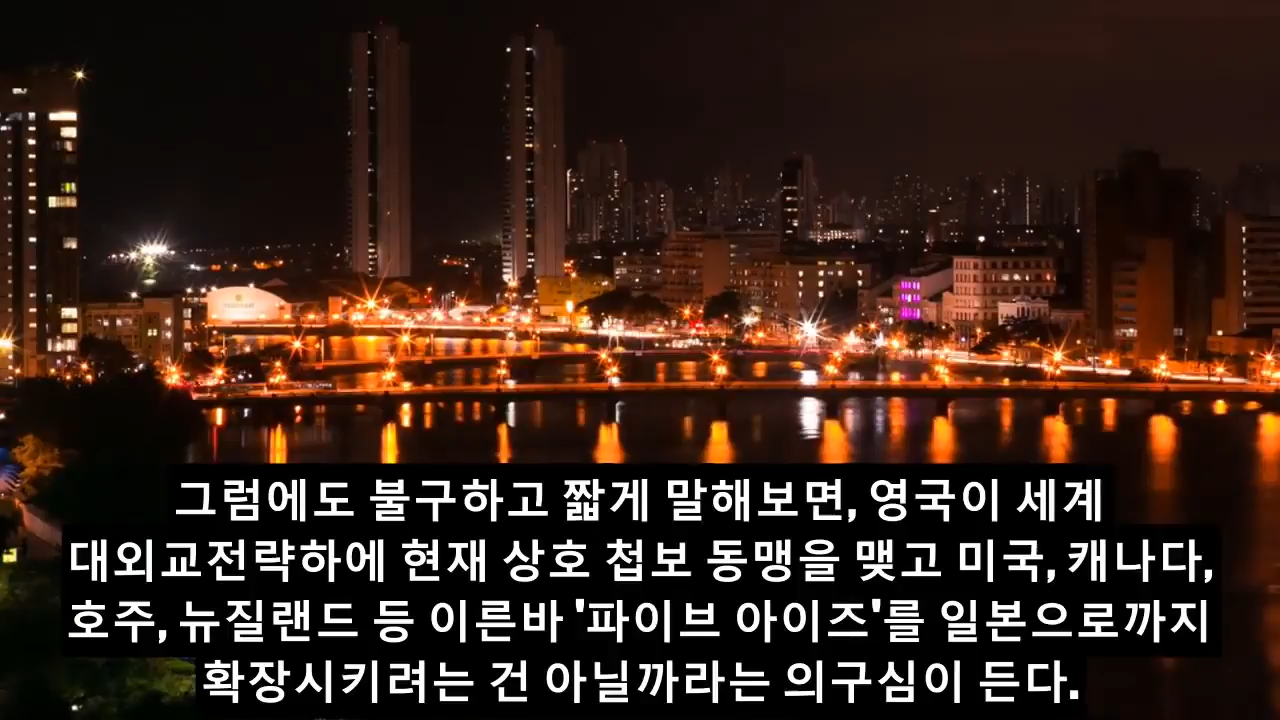 그럼에도 불구하고 짧게 말해보면, 영국이 세계
대외교전략하에 현재 상호 첩보 동맹을 맺고 미국, 캐나다,
호주, 뉴질랜드 등 이른바 '파이브 아이즈'를 일본으로까지
확장시키려는 건 아닐까라는 의구심이 든다.